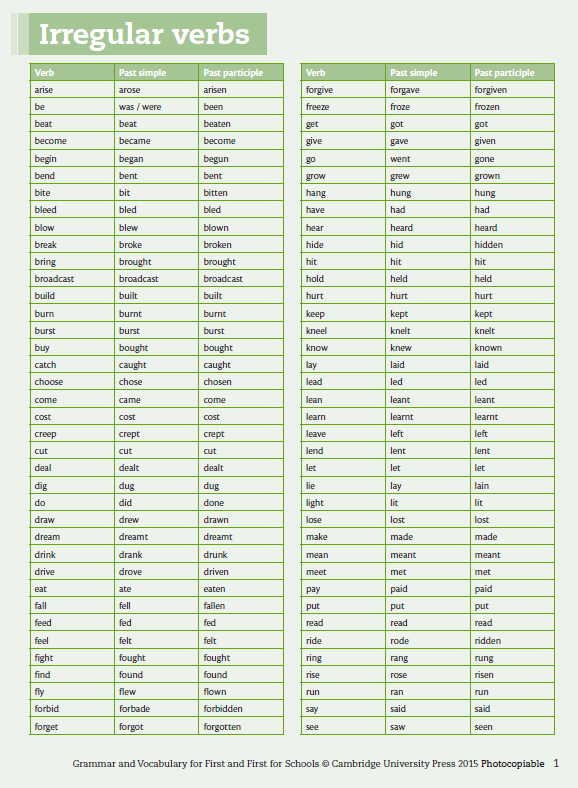 Irregular verbs
Verb Past simple Past participle
arise arose arisen
be was / were been
beat beat beaten
become became become
begin began begun
bend bent bent
bite bit bitten
bleed bled bled
blow blew blown
break broke broken
bring brought brought
broadcast broadcast broadcast
build built built
burn burnt burnt
burst burst burst
buy bought bought
catch caught caught
choose chose chosen
come came come
cost cost cost
creep crept crept
cut cut cut
deal dealt dealt
dig dug dug
do did done
draw drew drawn
dream dreamt dreamt
drink drank drunk
drive drove driven
eat ate eaten
fall fell fallen
feed fed fed
feel felt felt
fight fought fought
find found found
fly flew flown
forbid forbade forbidden
forget forgot forgotten
Verb Past simple Past participle
forgive forgave forgiven
freeze froze frozen
get got got
give gave given
go went gone
grow grew grown
hang hung hung
have had had
hear heard heard
hide hid hidden
hit hit hit
hold held held
hurt hurt hurt
keep kept kept
kneel knelt knelt
know knew known
lay laid laid
lead led led
lean leant leant
learn learnt learnt
leave left left
lend lent lent
let let let
lie lay lain
light lit lit
lose lost lost
make made made
mean meant meant
meet met met
pay paid paid
put put put
read read read
ride rode ridden
ring rang rung
rise rose risen
run ran run
say said said
see saw seen
Grammar and Vocabulary for First and First for Schools © Cambridge University Press 2015 Photocopiable 1